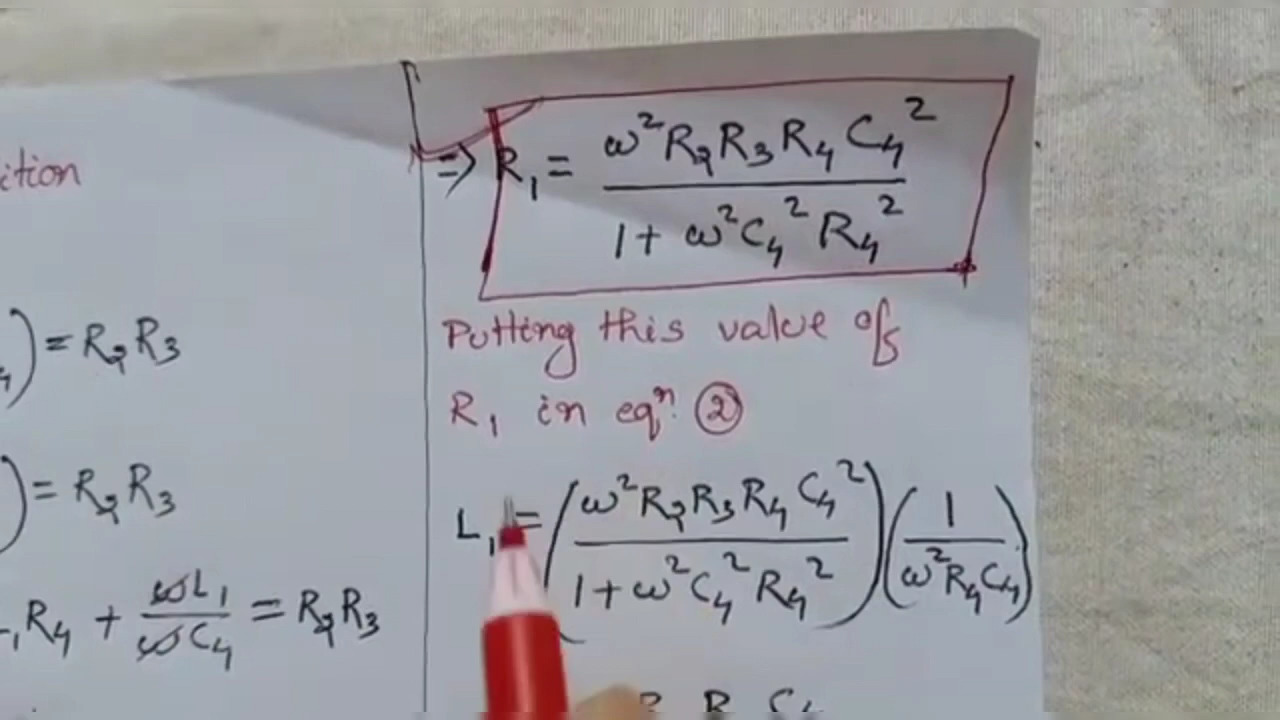 ition
) = R₂R₃
) = R₂R₃
₁R₄ + ωL₁/ωC₄ = R₂R₃
=> R₁ = ω²R₂R₃R₄C₄² / 1 + ω²C₄²R₄²
Putting this value of
R₁ in eqⁿ. ②
L₁ = (ω²R₂R₃R₄C₄² / 1 + ω²C₄²R₄²) (1 / ω²R₄C₄)